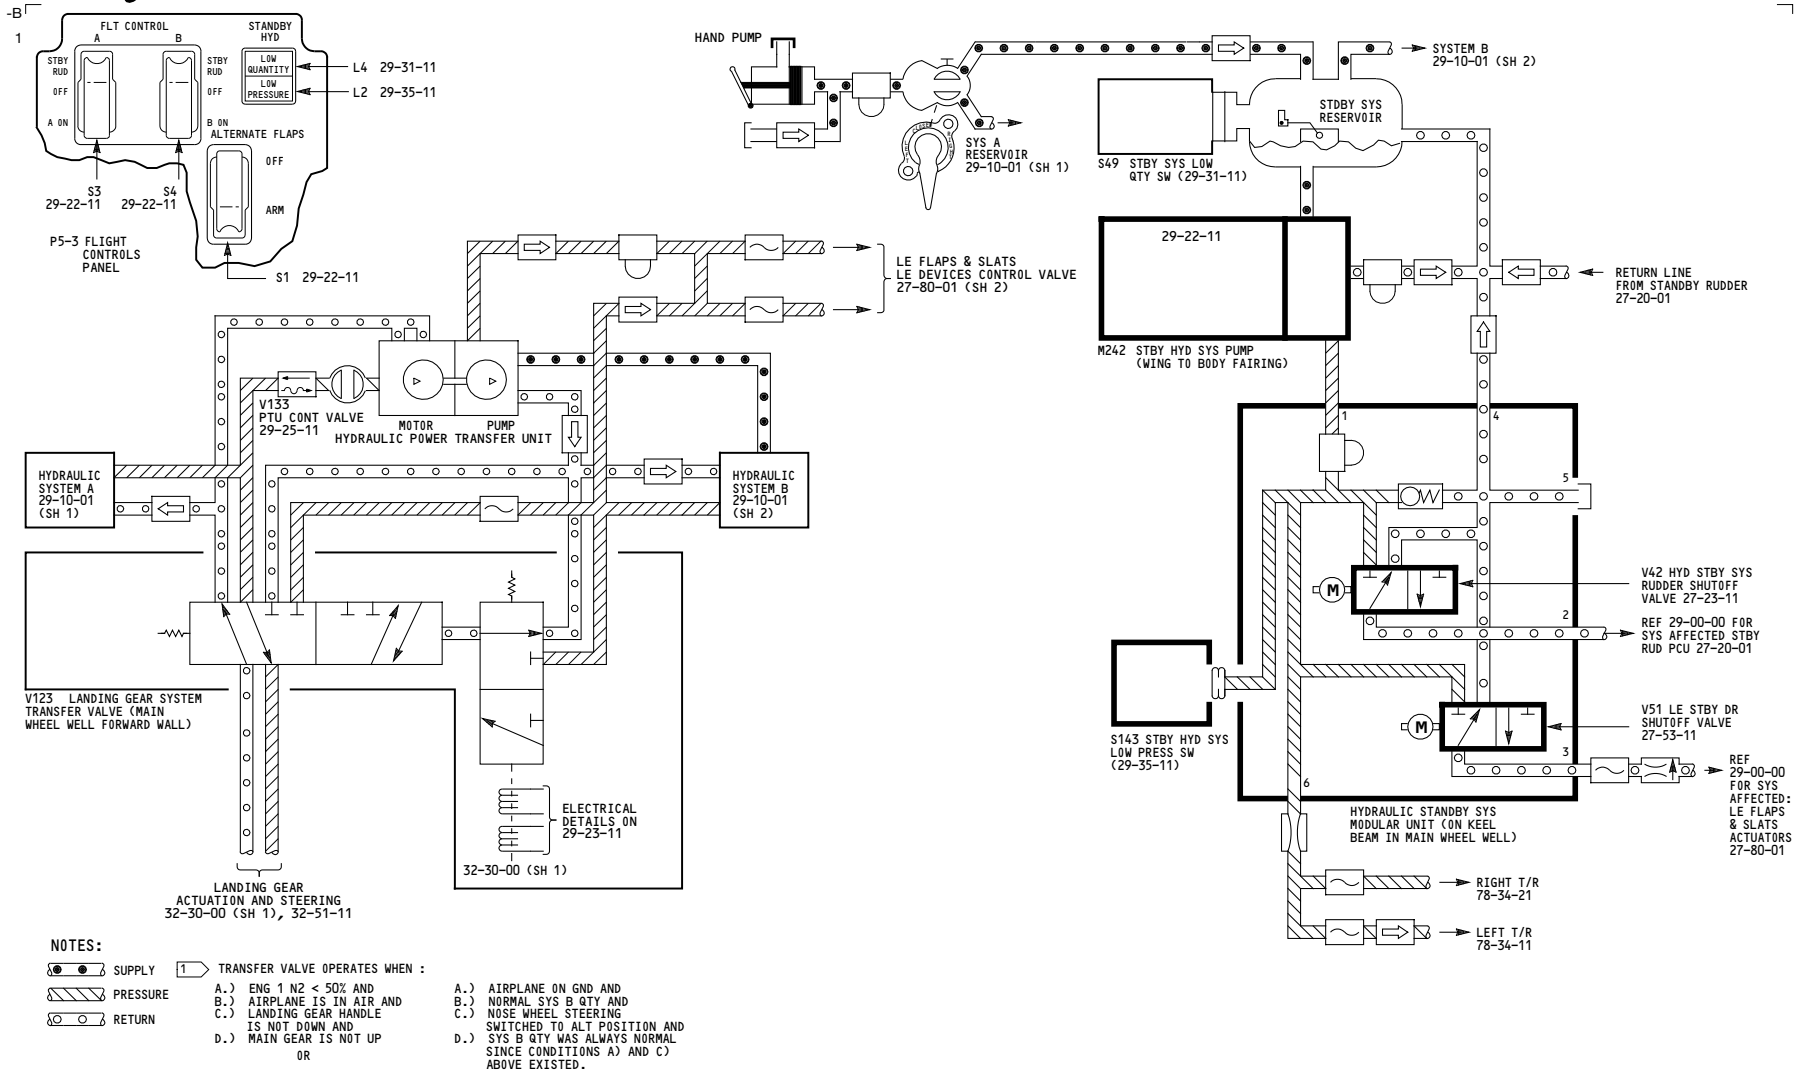 -B
1
FLT CONTROL
A
B
STANDBY
HYD
STBY
RUD
OFF
A ON
STBY
RUD
OFF
B ON
LOW
QUANTITY
LOW
PRESSURE
L4 29-31-11
L2 29-35-11
ALTERNATE FLAPS
OFF
ARM
S3
29-22-11
S4
29-22-11
P5-3 FLIGHT
CONTROLS
PANEL
S1 29-22-11
HAND PUMP
SYS A
RESERVOIR
29-10-01 (SH 1)
SYSTEM B
29-10-01 (SH 2)
STDBY SYS
RESERVOIR
S49 STBY SYS LOW
QTY SW (29-31-11)
29-22-11
M242 STBY HYD SYS PUMP
(WING TO BODY FAIRING)
RETURN LINE
FROM STANDBY RUDDER
27-20-01
LE FLAPS & SLATS
LE DEVICES CONTROL VALVE
27-80-01 (SH 2)
V133
PTU CONT VALVE
29-25-11
MOTOR
PUMP
HYDRAULIC POWER TRANSFER UNIT
HYDRAULIC
SYSTEM A
29-10-01
(SH 1)
HYDRAULIC
SYSTEM B
29-10-01
(SH 2)
V123 LANDING GEAR SYSTEM
TRANSFER VALVE (MAIN
WHEEL WELL FORWARD WALL)
ELECTRICAL
DETAILS ON
29-23-11
32-30-00 (SH 1)
LANDING GEAR
ACTUATION AND STEERING
32-30-00 (SH 1), 32-51-11
1
4
5
2
3
6
M
M
V42 HYD STBY SYS
RUDDER SHUTOFF
VALVE 27-23-11
REF 29-00-00 FOR
SYS AFFECTED STBY
RUD PCU 27-20-01
V51 LE STBY DR
SHUTOFF VALVE
27-53-11
S143 STBY HYD SYS
LOW PRESS SW
(29-35-11)
REF
29-00-00
FOR SYS
AFFECTED:
LE FLAPS
& SLATS
ACTUATORS
27-80-01
HYDRAULIC STANDBY SYS
MODULAR UNIT (ON KEEL
BEAM IN MAIN WHEEL WELL)
RIGHT T/R
78-34-21
LEFT T/R
78-34-11
NOTES:
SUPPLY
PRESSURE
RETURN
1 TRANSFER VALVE OPERATES WHEN :
A.) ENG 1 N2 < 50% AND
B.) AIRPLANE IS IN AIR AND
C.) LANDING GEAR HANDLE
IS NOT DOWN AND
D.) MAIN GEAR IS NOT UP
OR
A.) AIRPLANE ON GND AND
B.) NORMAL SYS B QTY AND
C.) NOSE WHEEL STEERING
SWITCHED TO ALT POSITION AND
D.) SYS B QTY WAS ALWAYS NORMAL
SINCE CONDITIONS A) AND C)
ABOVE EXISTED.